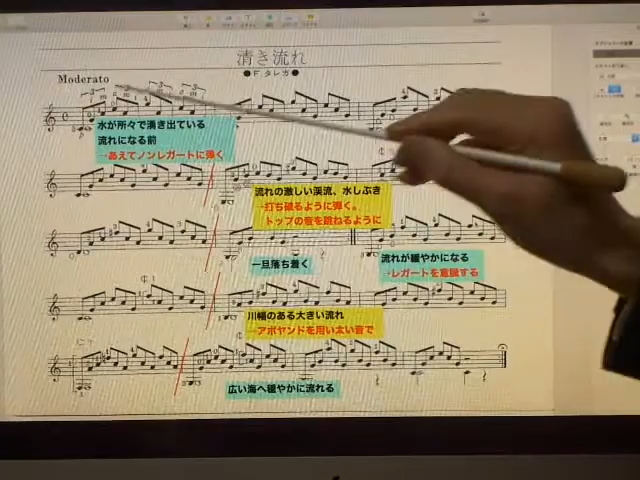 清き流れ
●F.タレガ●
Moderato
水が所々で湧き出ている
流れになる前
→あえてノンレガートに弾く
流れの激しい渓流、水しぶき
→打ち破るように弾く。
トップの音を跳ねるように
一旦落ち着く
流れが緩やかになる
→レガートを意識する
川幅のある大きい流れ
→アポヤンドを用い太い音で
広い海へ緩やかに流れる